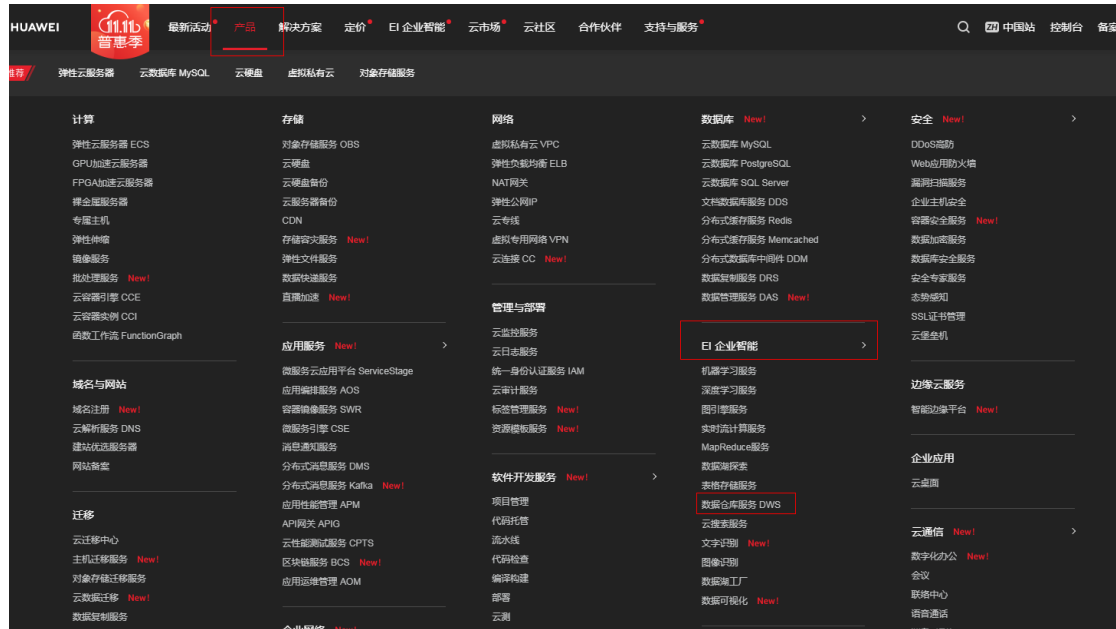 HUAWEI
11.11
普惠季
最新活动
产品
解决方案
定价
EI 企业智能
云市场
云社区
合作伙伴
支持与服务
中国站
控制台
备案
推荐
弹性云服务器
云数据库 MySQL
云硬盘
虚拟私有云
对象存储服务
计算
弹性云服务器 ECS
GPU加速云服务器
FPGA加速云服务器
裸金属服务器
专属主机
弹性伸缩
镜像服务
批处理服务 New!
云容器引擎 CCE
云容器实例 CCI
函数工作流 FunctionGraph
域名与网站
域名注册 New!
云解析服务 DNS
建站优选服务器
网站备案
迁移
云迁移中心
主机迁移服务 New!
对象存储迁移服务
云数据迁移 New!
数据复制服务
存储
对象存储服务 OBS
云硬盘
云硬盘备份
云服务器备份
CDN
存储容灾服务 New!
弹性文件服务
数据快递服务
直播加速 New!
应用服务 New!
微服务云应用平台 ServiceStage
应用编排服务 AOS
容器镜像服务 SWR
微服务引擎 CSE
消息通知服务
分布式消息服务 DMS
分布式消息服务 Kafka New!
应用性能管理 APM
API网关 APIG
云性能测试服务 CPTS
区块链服务 BCS New!
应用运维管理 AOM
企业网络 New!
网络
虚拟私有云 VPC
弹性负载均衡 ELB
NAT网关
弹性公网IP
云专线
虚拟专用网络 VPN
云连接 CC New!
管理与部署
云监控服务
云日志服务
统一身份认证服务 IAM
云审计服务
标签管理服务 New!
资源模板服务 New!
软件开发服务 New!
项目管理
代码托管
流水线
代码检查
编译构建
部署
云测
数据库 New!
云数据库 MySQL
云数据库 PostgreSQL
云数据库 SQL Server
文档数据库服务 DDS
分布式缓存服务 Redis
分布式缓存服务 Memcached
分布式数据库中间件 DDM
数据复制服务 DRS
数据管理服务 DAS New!
EI 企业智能
机器学习服务
深度学习服务
图引擎服务
实时流计算服务
MapReduce服务
数据湖探索
表格存储服务
数据仓库服务 DWS
云搜索服务
文字识别 New!
图像识别
数据湖工厂
数据可视化 New!
安全 New!
DDoS高防
Web应用防火墙
漏洞扫描服务
企业主机安全
容器安全服务 New!
数据加密服务
数据库安全服务
安全专家服务
态势感知
SSL证书管理
云堡垒机
边缘云服务
智能边缘平台 New!
企业应用
云桌面
云通信 New!
数字化办公 New!
会议
联络中心
语音通话